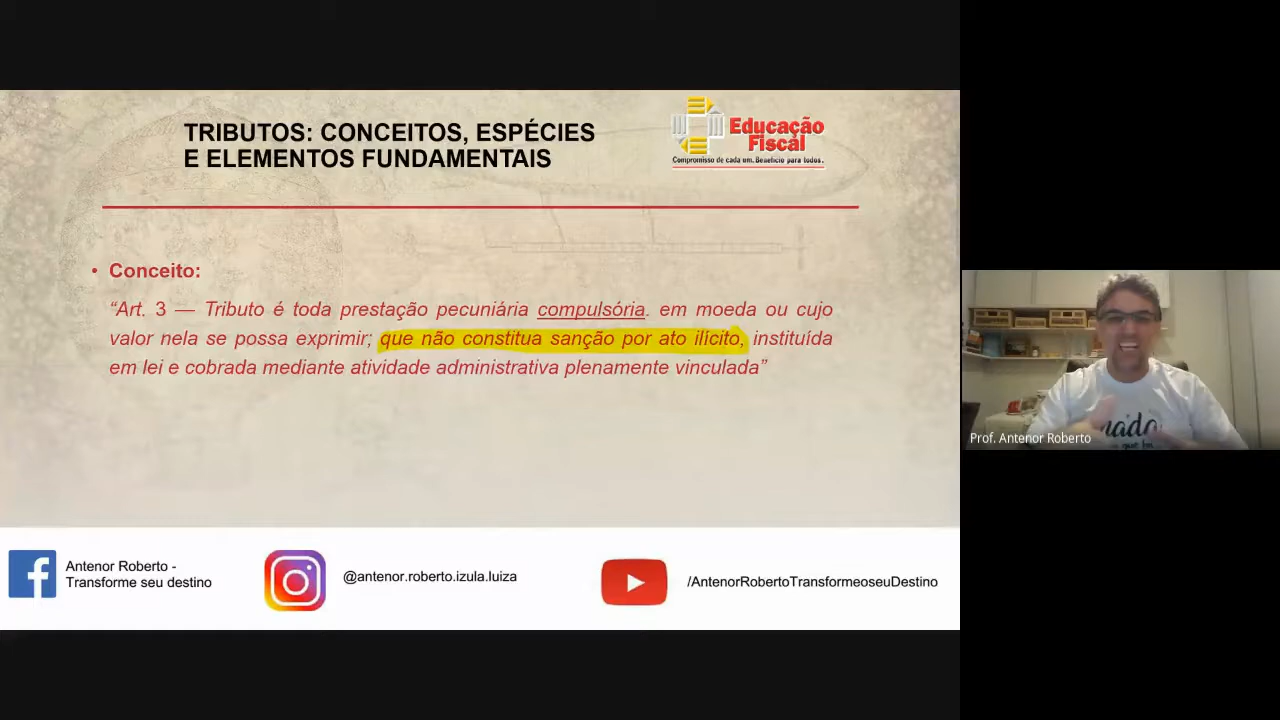 TRIBUTOS: CONCEITOS, ESPÉCIES
E ELEMENTOS FUNDAMENTAIS
Educação
Fiscal
Compromisso de cada um. Benefício para todos.
• Conceito:
“Art. 3 — Tributo é toda prestação pecuniária compulsória. em moeda ou cujo
valor nela se possa exprimir; que não constitua sanção por ato ilícito, instituída
em lei e cobrada mediante atividade administrativa plenamente vinculada”
Antenor Roberto -
Transforme seu destino
@antenor.roberto.izula.luiza
/AntenorRobertoTransformeoseuDestino
Prof. Antenor Roberto